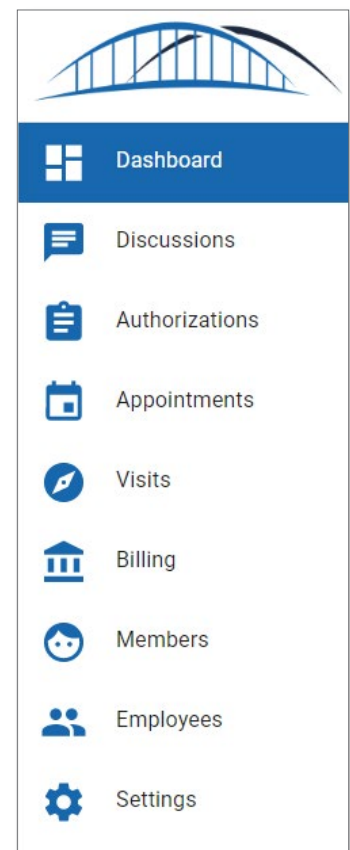 Dashboard
Discussions
Authorizations
Appointments
Visits
Billing
Members
Employees
Settings